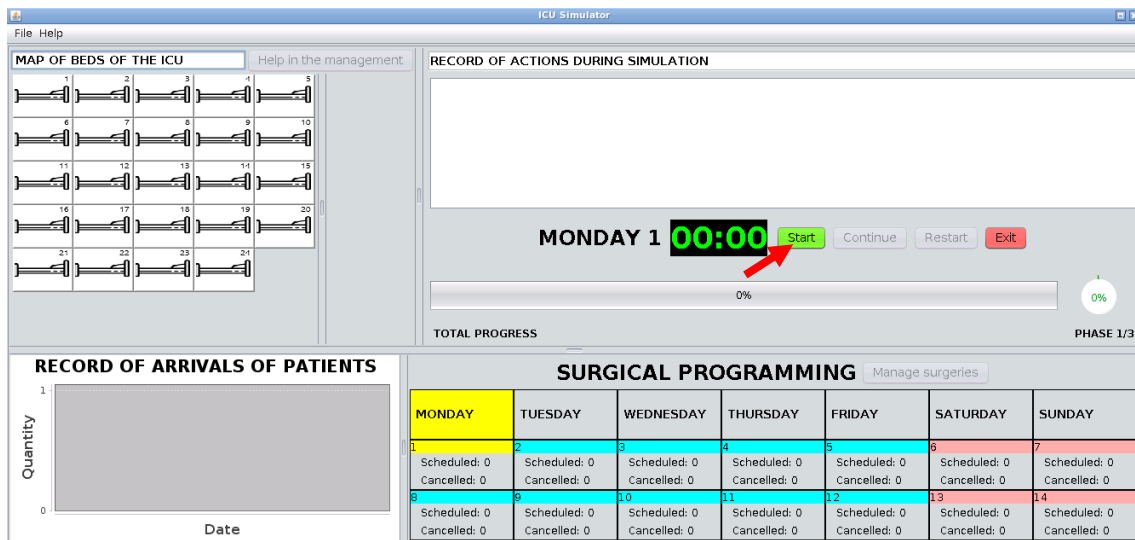 ICU Simulator
File Help
MAP OF BEDS OF THE ICU
Help in the management
1 2 3 4 5
6 7 8 9 10
11 12 13 14 15
16 17 18 19 20
21 22 23 24
RECORD OF ACTIONS DURING SIMULATION
MONDAY 1 00:00 Start Continue Restart Exit
0%
0%
TOTAL PROGRESS
PHASE 1/3
RECORD OF ARRIVALS OF PATIENTS
1
Quantity
0
Date
SURGICAL PROGRAMMING Manage surgeries
MONDAY TUESDAY WEDNESDAY THURSDAY FRIDAY SATURDAY SUNDAY
1 2 3 4 5 6 7
Scheduled: 0 Scheduled: 0 Scheduled: 0 Scheduled: 0 Scheduled: 0 Scheduled: 0 Scheduled: 0
Cancelled: 0 Cancelled: 0 Cancelled: 0 Cancelled: 0 Cancelled: 0 Cancelled: 0 Cancelled: 0
8 9 10 11 12 13 14
Scheduled: 0 Scheduled: 0 Scheduled: 0 Scheduled: 0 Scheduled: 0 Scheduled: 0 Scheduled: 0
Cancelled: 0 Cancelled: 0 Cancelled: 0 Cancelled: 0 Cancelled: 0 Cancelled: 0 Cancelled: 0